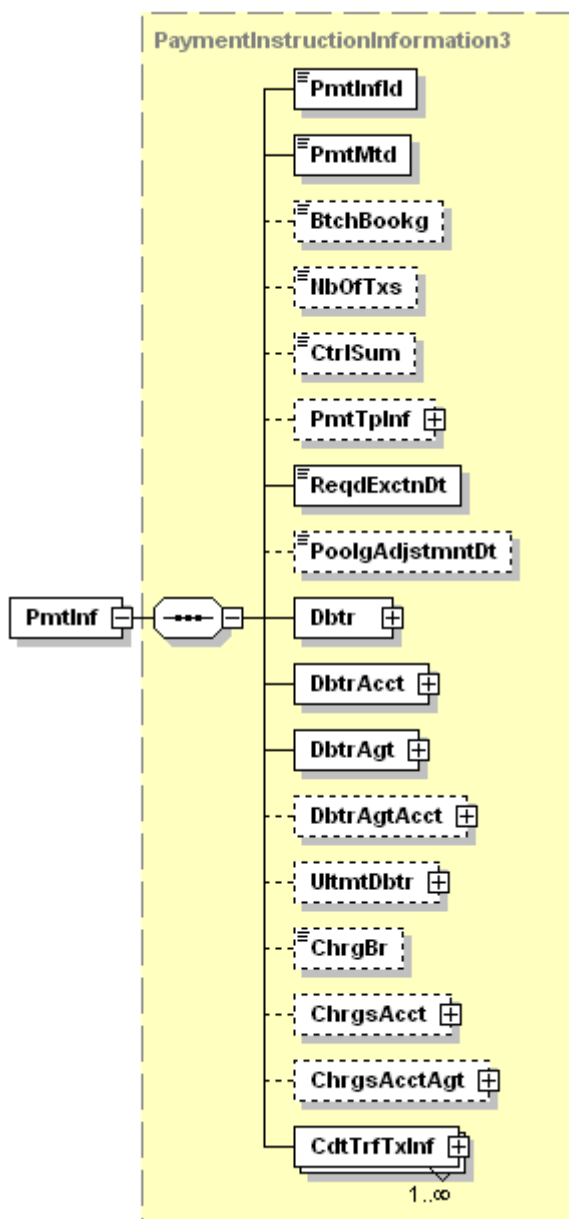 PaymentInstructionInformation3
PmtInfId
PmtMtd
BtchBookg
NbOfTxs
CtrlSum
PmtTpInf
ReqdExctnDt
PoolgAdjstmntDt
PmtInf
Dbtr
DbtrAcct
DbtrAgt
DbtrAgtAcct
UltmtDbtr
ChrgBr
ChrgsAcct
ChrgsAcctAgt
CdtTrfTxInf
1..∞